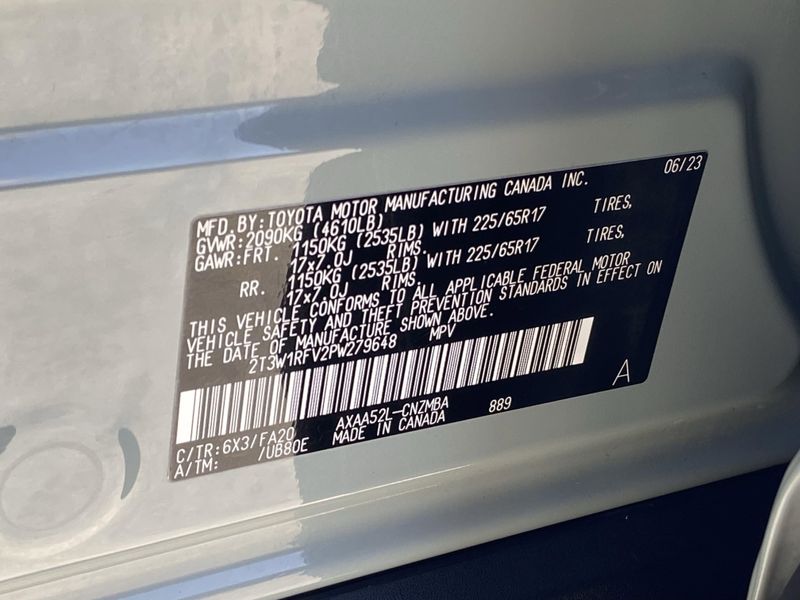 06/23
MFD.BY:TOYOTA MOTOR MANUFACTURING CANADA INC.
GVWR:2090KG (4610LB)
GAWR:FRT. 1150KG (2535LB) WITH 225/65R17 TIRES,
17x7.0J RIMS.
RR. 1150KG (2535LB) WITH 225/65R17 TIRES,
17x7.0J RIMS.
THIS VEHICLE CONFORMS TO ALL APPLICABLE FEDERAL MOTOR
VEHICLE SAFETY AND THEFT PREVENTION STANDARDS IN EFFECT ON
THE DATE OF MANUFACTURE SHOWN ABOVE.
2T3W1RFV2PW279648 MPV
A
C/TR:6X3/FA20 AXAA52L-CNZMBA 889
A/TM: /UB80E MADE IN CANADA